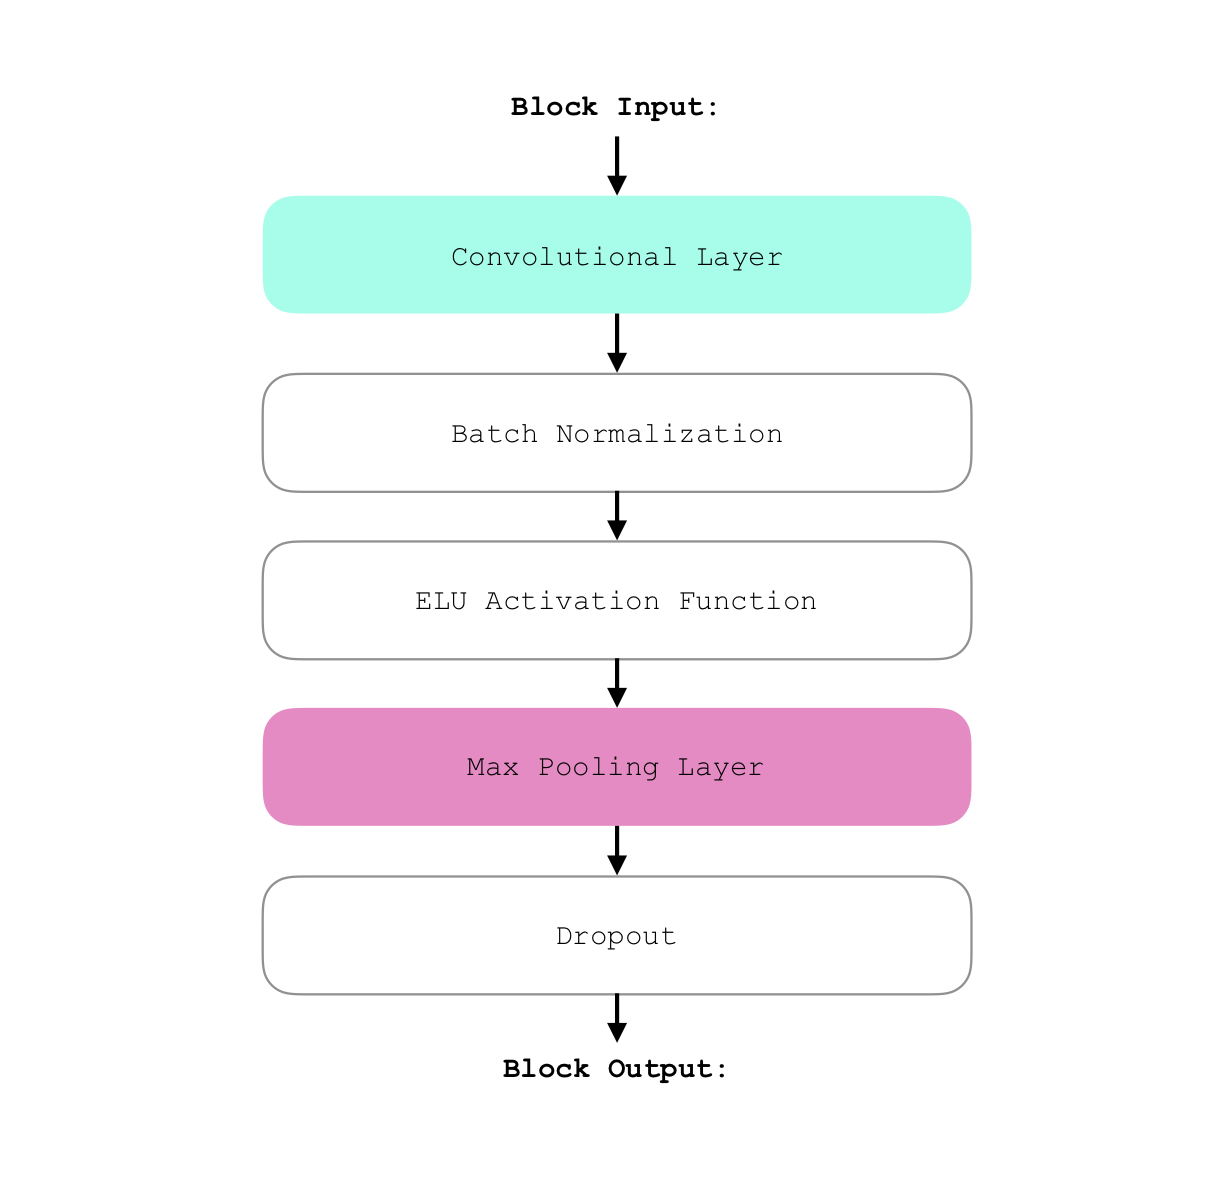 Block Input:
Convolutional Layer
Batch Normalization
ELU Activation Function
Max Pooling Layer
Dropout
Block Output: